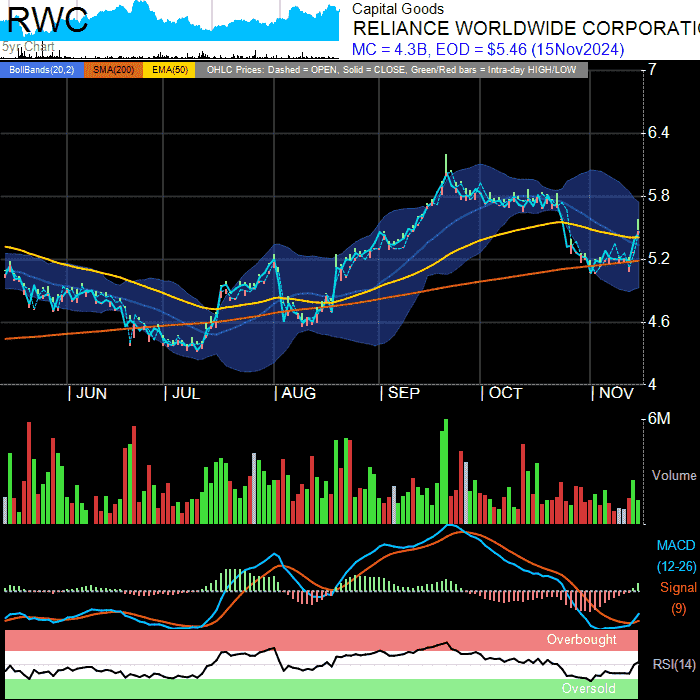 RWC
5yr Chart
Capital Goods
RELIANCE WORLDWIDE CORPORATI
MC = 4.3B, EOD = $5.46 (15Nov2024)
BollBands(20,2) SMA(200) EMA(50) OHLC Prices: Dashed = OPEN, Solid = CLOSE, Green/Red bars = Intra-day HIGH/LOW
7
6.4
5.8
5.2
4.6
4
| JUN | JUL | AUG | SEP | OCT | NOV
6M
Volume
MACD
(12-26)
Signal
(9)
Overbought
RSI(14)
Oversold